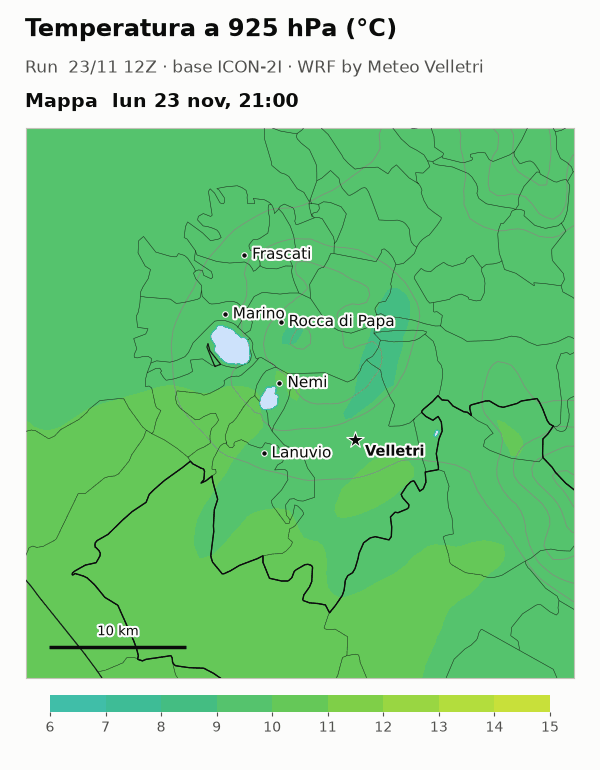 Temperatura a 925 hPa (°C)
Run  23/11 12Z · base ICON-2I · WRF by Meteo Velletri
Mappa  lun 23 nov, 21:00
Frascati
Marino
Rocca di Papa
Nemi
Velletri
Lanuvio
10 km
6 7 8 9 10 11 12 13 14 15